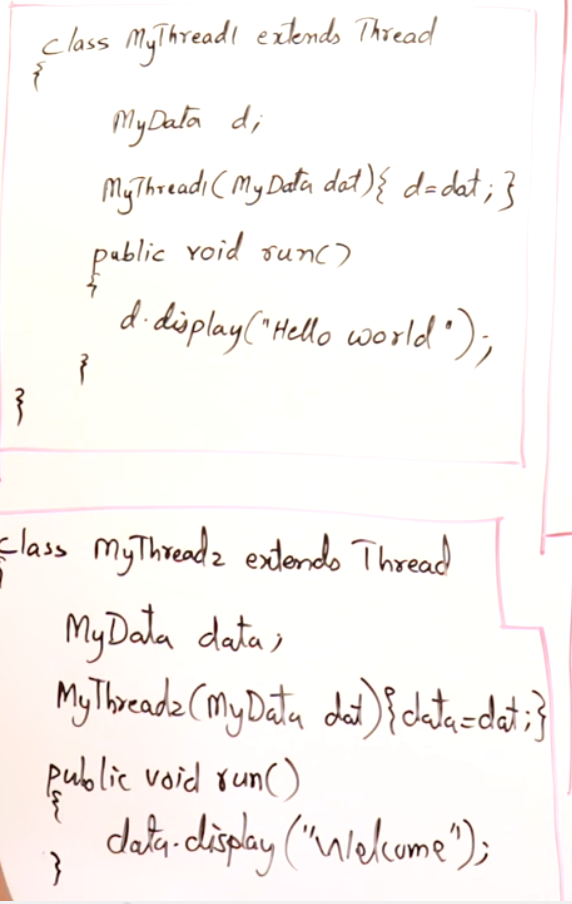 class MyThread1 extends Thread
{
MyData d;
MyThread1(MyData dat){ d=dat; }
public void run()
{
d.display("Hello world");
}
}
class MyThread2 extends Thread
{
MyData data;
MyThread2(MyData dat){data=dat;}
public void run()
{
data.display("Welcome");
}